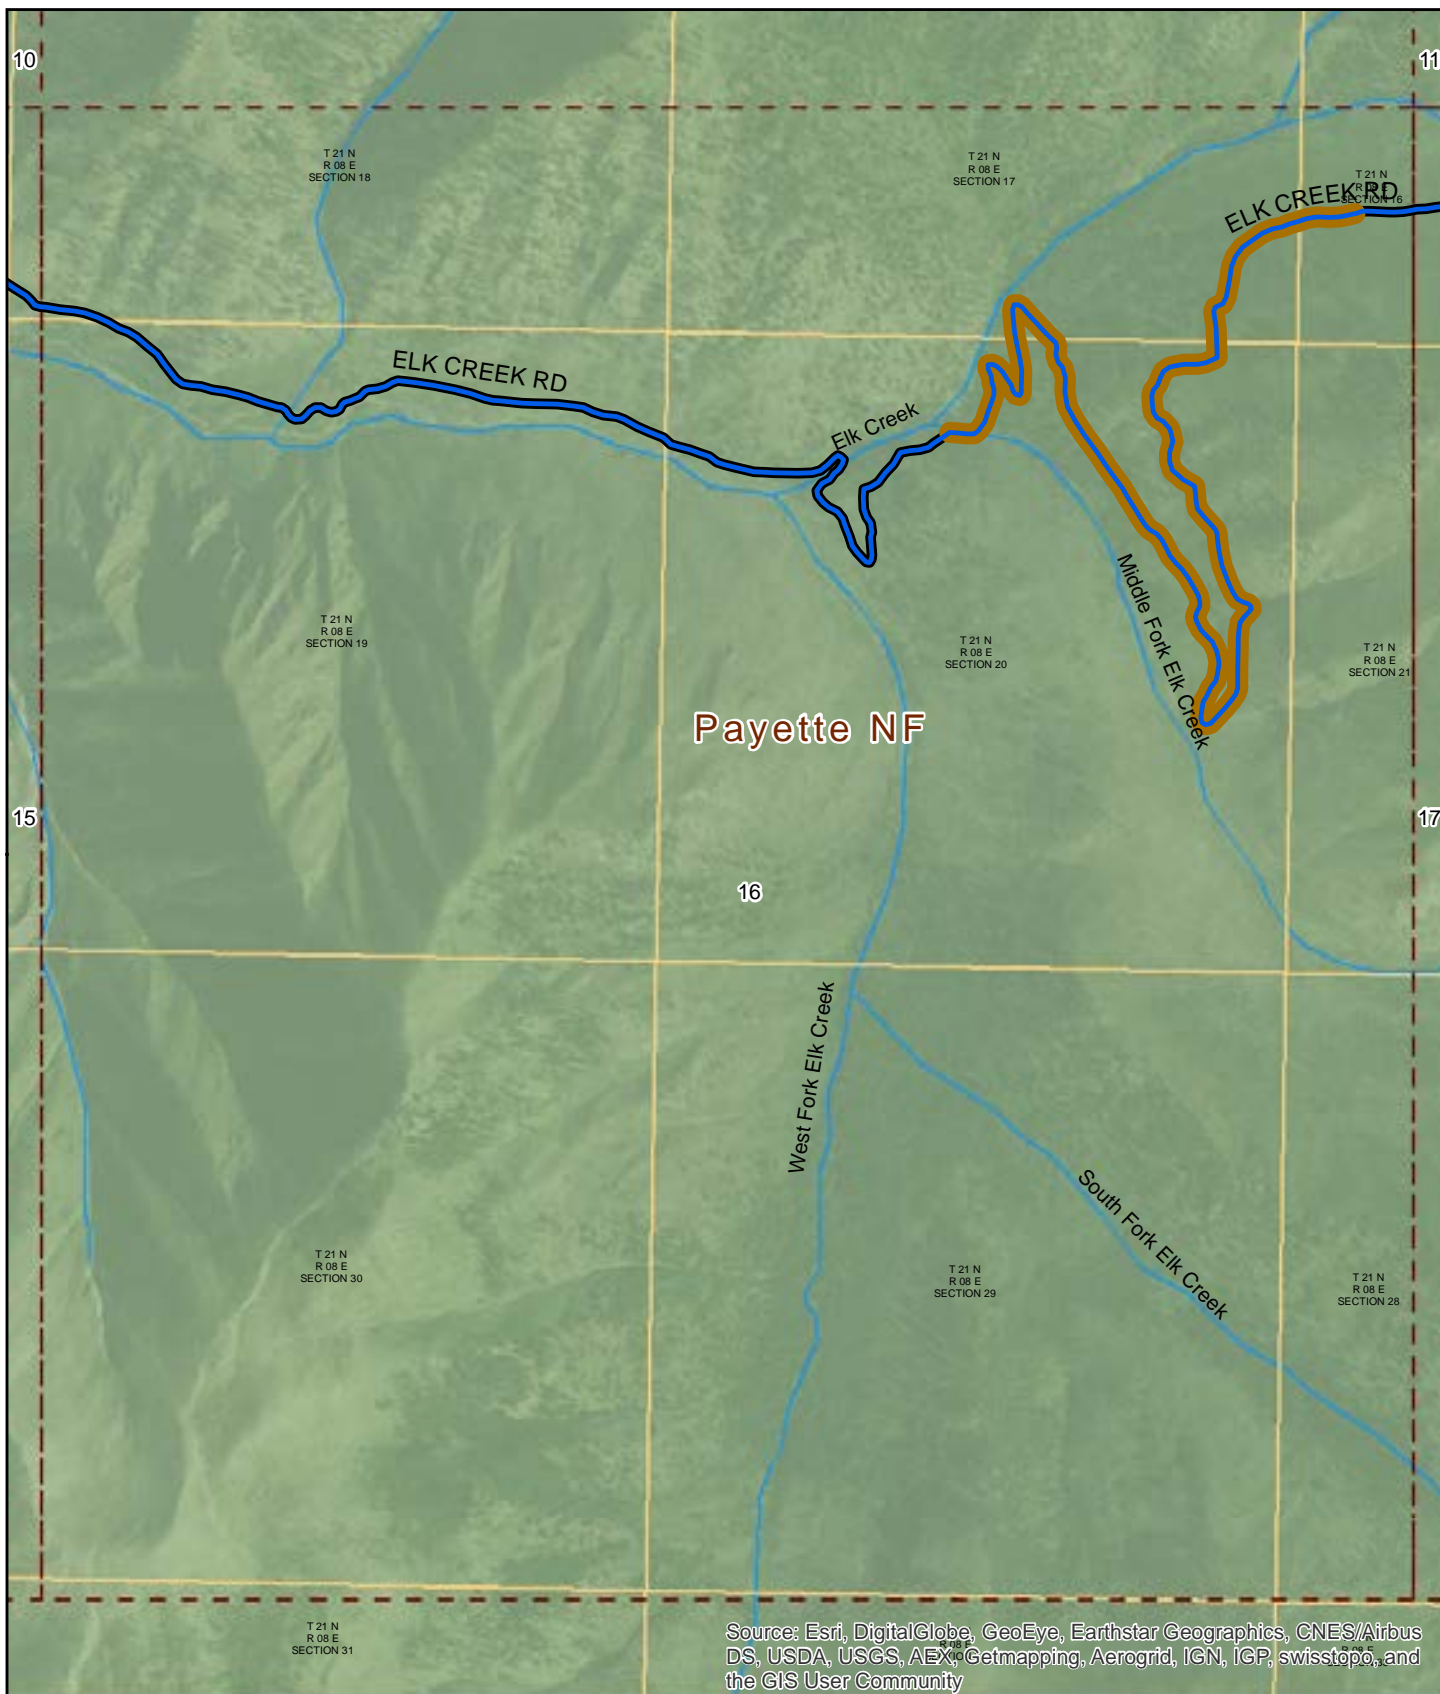 10
11
T 21 N
R 08 E
SECTION 18
T 21 N
R 08 E
SECTION 17
T 21 N
SECTION 16
ELK CREEK RD
ELK CREEK RD
Elk Creek
Middle Fork Elk Creek
T 21 N
R 08 E
SECTION 19
T 21 N
R 08 E
SECTION 20
T 21 N
R 08 E
SECTION 21
Payette NF
15
17
16
West Fork Elk Creek
South Fork Elk Creek
T 21 N
R 08 E
SECTION 30
T 21 N
R 08 E
SECTION 29
T 21 N
R 08 E
SECTION 28
T 21 N
R 08 E
SECTION 31
Source: Esri, DigitalGlobe, GeoEye, Earthstar Geographics, CNES/Airbus
DS, USDA, USGS, AEX, Getmapping, Aerogrid, IGN, IGP, swisstopo, and
the GIS User Community